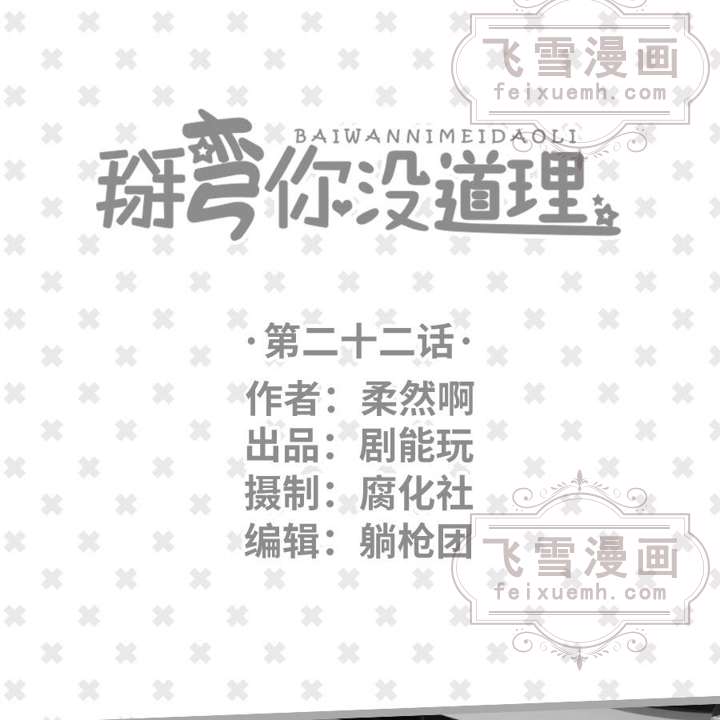 飞雪漫画
feixuemh.com
BAIWANNIMEIDAOLI
掰弯你没道理
·第二十二话·
作者：柔然啊
出品：剧能玩
摄制：腐化社
编辑：躺枪团
飞雪漫画
feixuemh.com